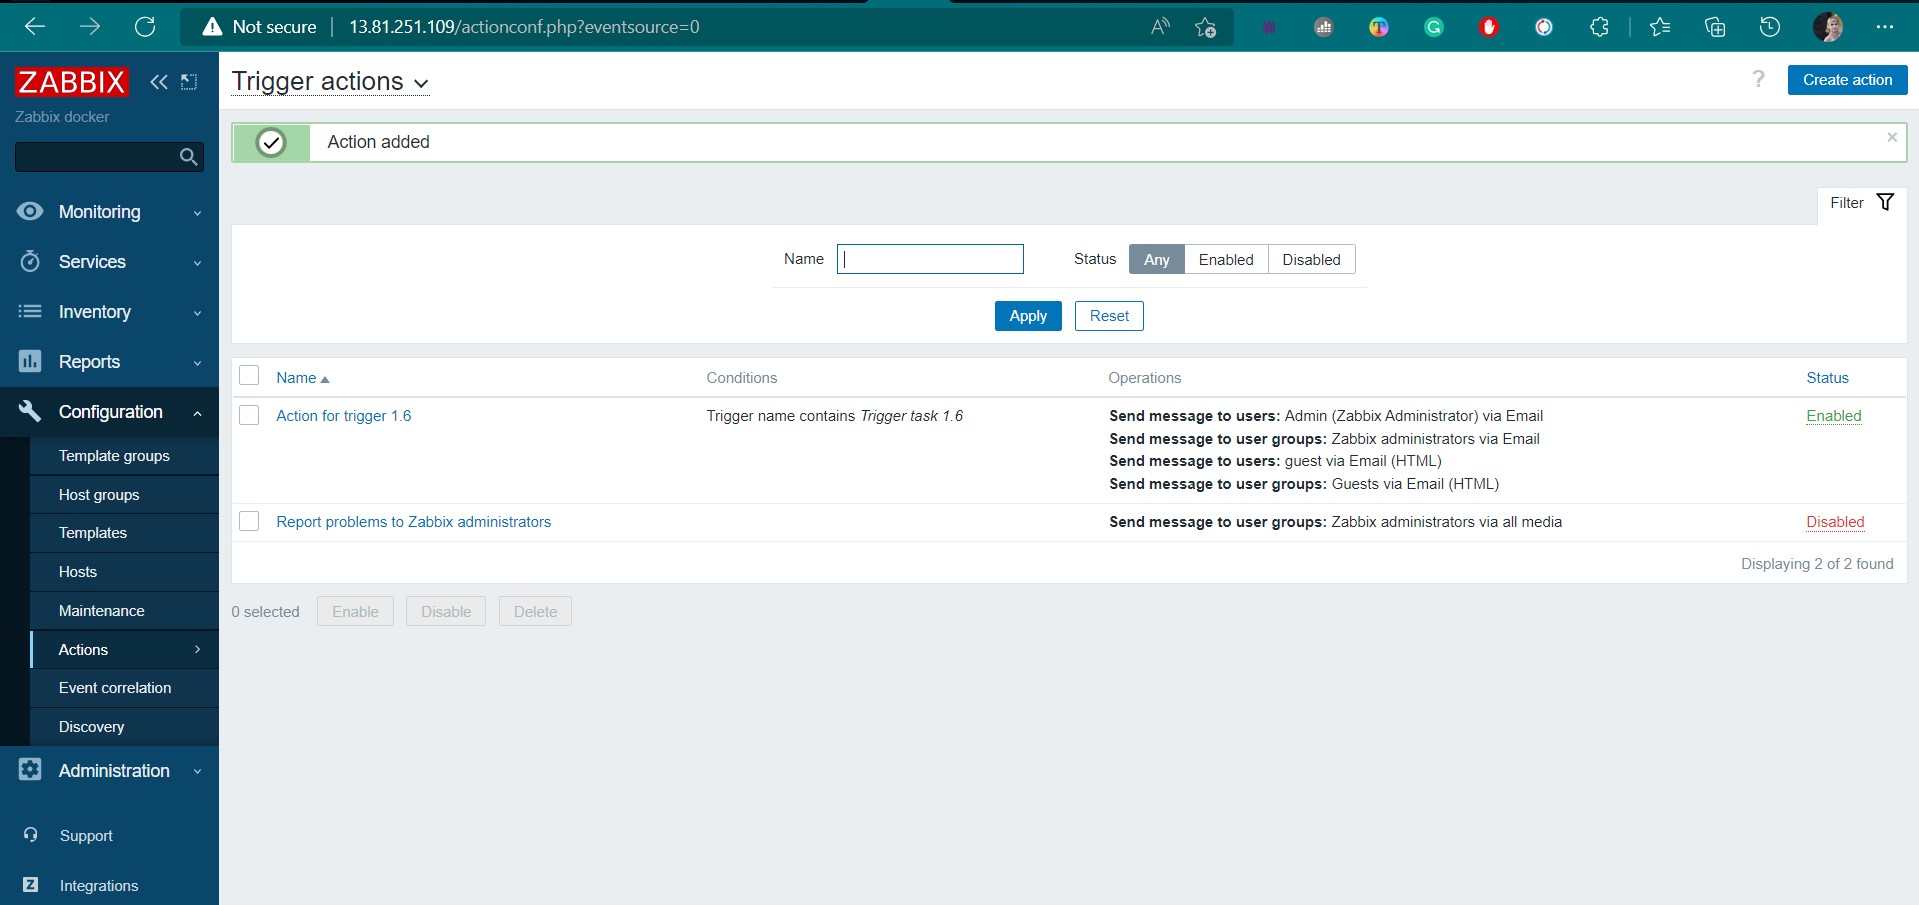 Not secure
13.81.251.109/actionconf.php?eventsource=0
ZABBIX
Zabbix docker
Trigger actions
?
Create action
Action added
Filter
Name
Status
Any
Enabled
Disabled
Apply
Reset
Name
Conditions
Operations
Status
Action for trigger 1.6
Trigger name contains Trigger task 1.6
Send message to users: Admin (Zabbix Administrator) via Email
Send message to user groups: Zabbix administrators via Email
Send message to users: guest via Email (HTML)
Send message to user groups: Guests via Email (HTML)
Enabled
Report problems to Zabbix administrators
Send message to user groups: Zabbix administrators via all media
Disabled
Displaying 2 of 2 found
0 selected
Enable
Disable
Delete
Monitoring
Services
Inventory
Reports
Configuration
Template groups
Host groups
Templates
Hosts
Maintenance
Actions
Event correlation
Discovery
Administration
Support
Z
Integrations